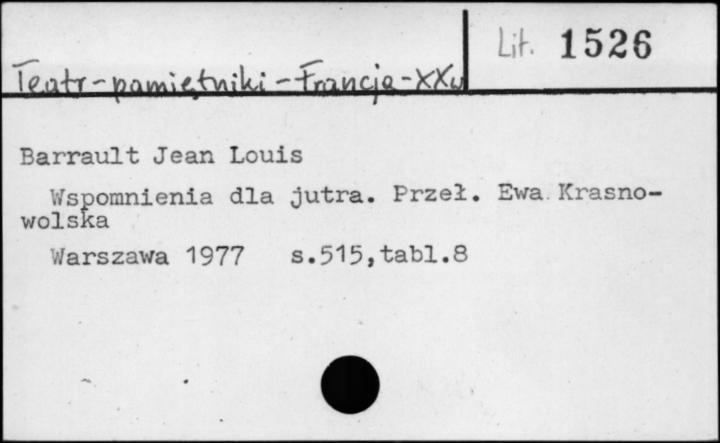 Lit. 1526
Teatr-pamiętniki-Francja-XXw
Barrault Jean Louis
Wspomnienia dla jutra. Przeł. Ewa Krasno-
wolska
Warszawa 1977 s.515,tabl.8